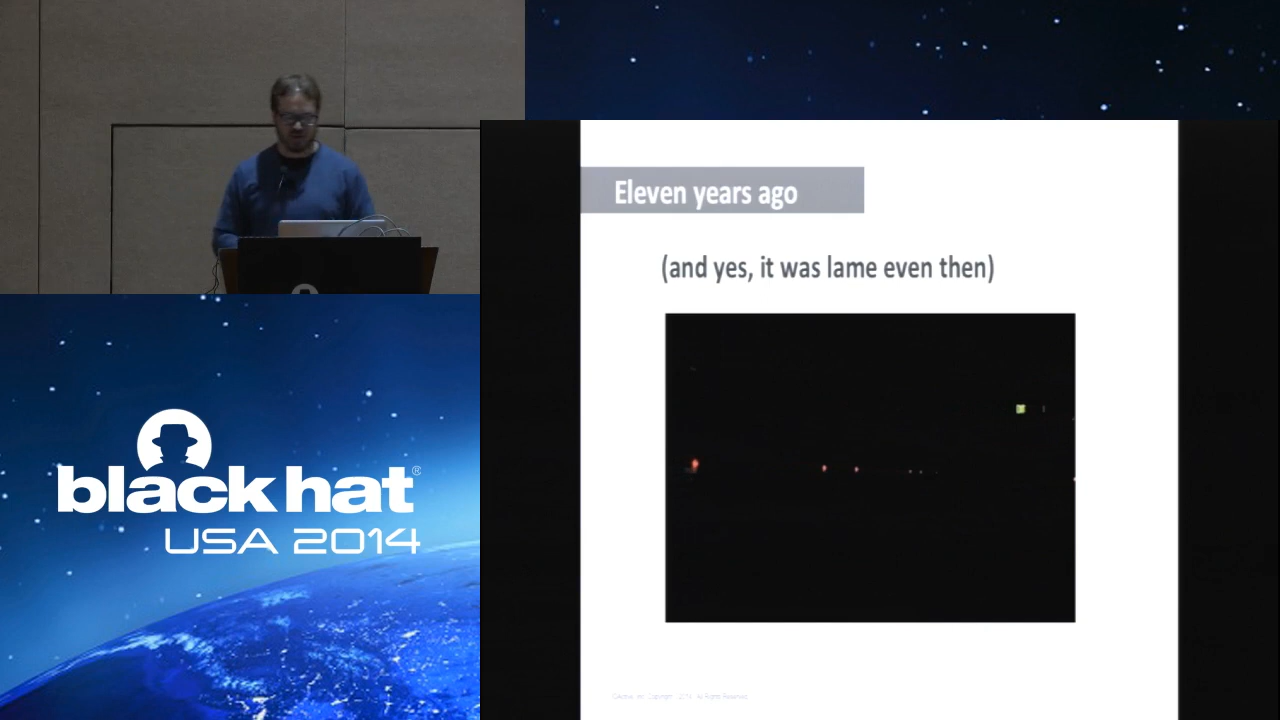 Eleven years ago
(and yes, it was lame even then)
black hat®
USA 2014